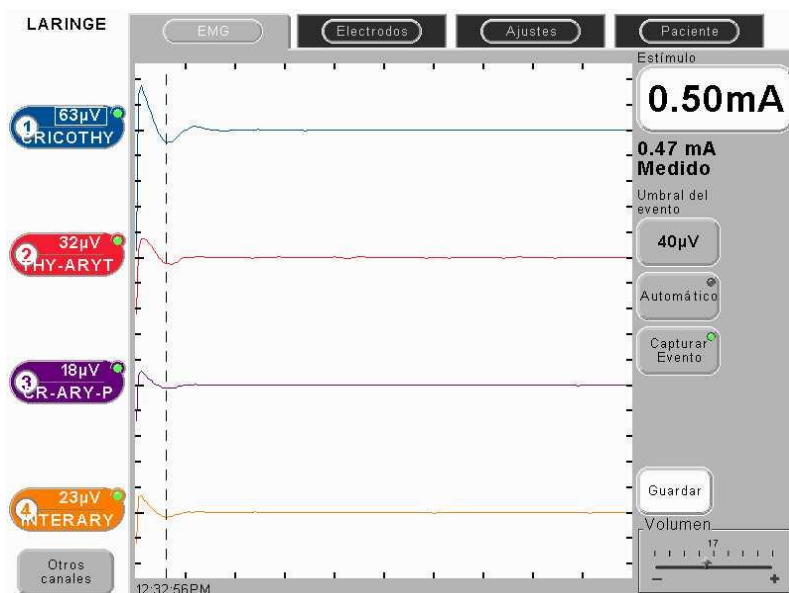 LARINGE
EMG
Electrodos
Ajustes
Paciente
Estímulo
0.50mA
0.47 mA
Medido
Umbral del
evento
40µV
Automático
Capturar
Evento
Guardar
Volumen
17
- +
1
63µV
CRICOTHY
2
32µV
THY-ARYT
3
18µV
CR-ARY-P
4
23µV
INTERARY
Otros
canales
12:32:56PM